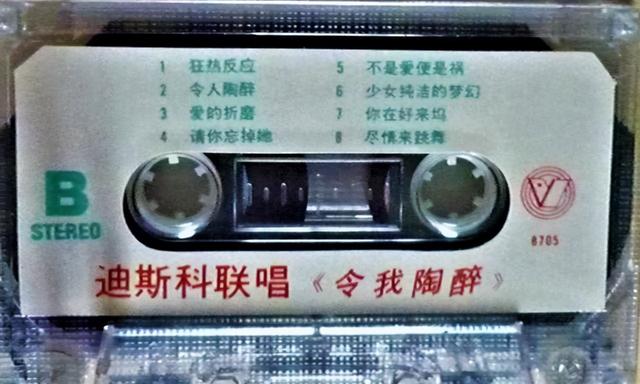 1 狂热反应
2 令人陶醉
3 爱的折磨
4 请你忘掉她
5 不是爱便是祸
6 少女纯洁的梦幻
7 你在好来坞
8 尽情来跳舞
B
STEREO
8705
迪斯科联唱《令我陶醉》